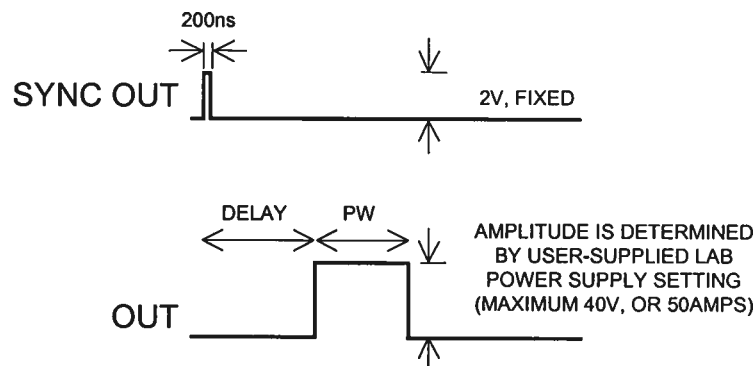 200ns
SYNC OUT
2V, FIXED
DELAY
PW
AMPLITUDE IS DETERMINED
BY USER-SUPPLIED LAB
POWER SUPPLY SETTING
(MAXIMUM 40V, OR 50AMPS)
OUT